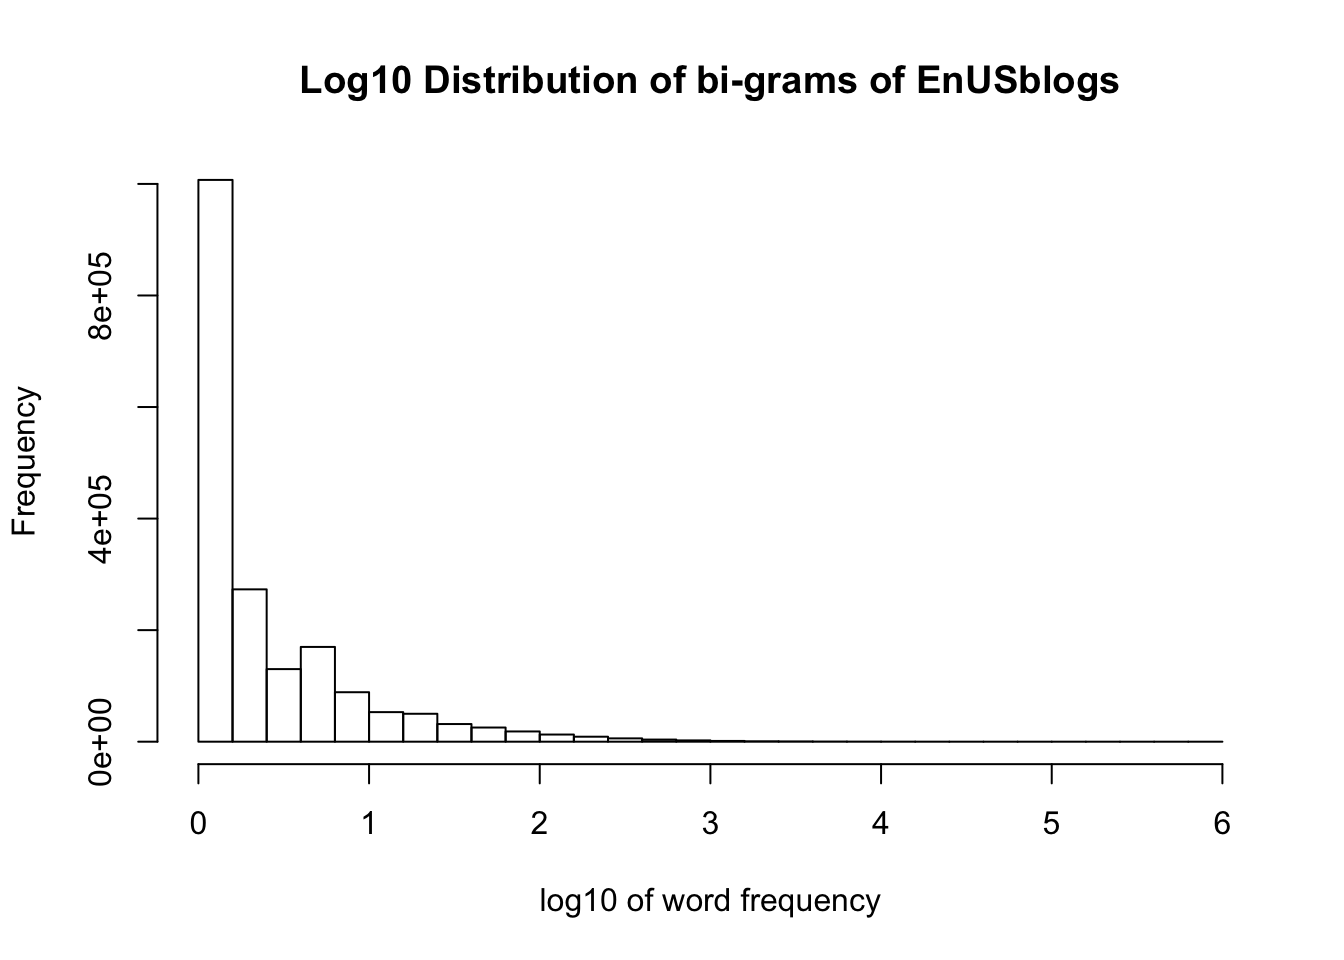 Log10 Distribution of bi-grams of EnUSblogs
Frequency
8e+05
4e+05
0e+00
0 1 2 3 4 5 6
log10 of word frequency